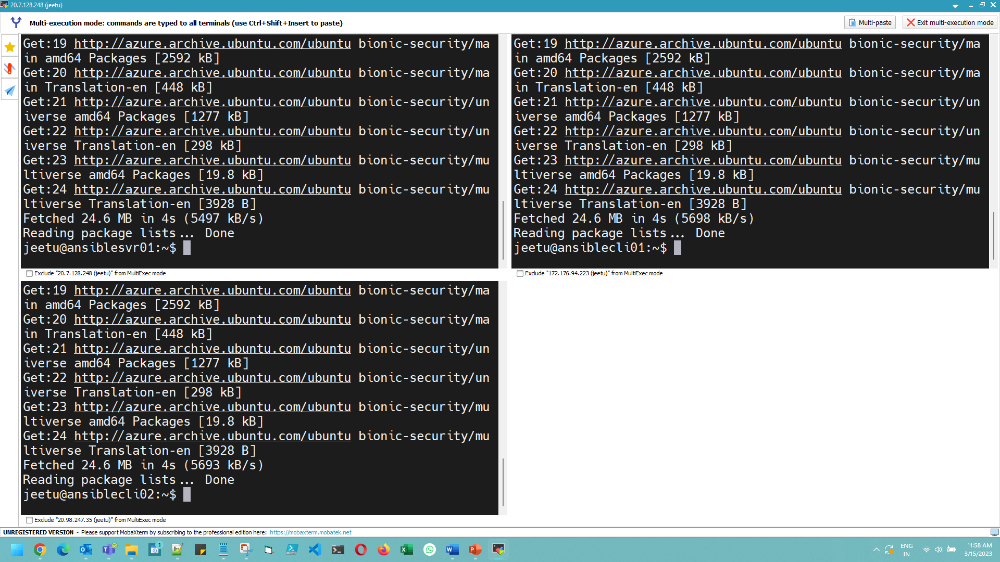 20.7.128.248 (jeetu)
Multi-execution mode: commands are typed to all terminals (use Ctrl+Shift+Insert to paste)
Multi-paste
Exit multi-execution mode
Get:19 http://azure.archive.ubuntu.com/ubuntu bionic-security/ma
in amd64 Packages [2592 kB]
Get:20 http://azure.archive.ubuntu.com/ubuntu bionic-security/ma
in Translation-en [448 kB]
Get:21 http://azure.archive.ubuntu.com/ubuntu bionic-security/un
iverse amd64 Packages [1277 kB]
Get:22 http://azure.archive.ubuntu.com/ubuntu bionic-security/un
iverse Translation-en [298 kB]
Get:23 http://azure.archive.ubuntu.com/ubuntu bionic-security/mu
ltiverse amd64 Packages [19.8 kB]
Get:24 http://azure.archive.ubuntu.com/ubuntu bionic-security/mu
ltiverse Translation-en [3928 B]
Fetched 24.6 MB in 4s (5497 kB/s)
Reading package lists... Done
jeetu@ansiblesvr01:~$
Exclude "20.7.128.248 (jeetu)" from MultiExec mode
Get:19 http://azure.archive.ubuntu.com/ubuntu bionic-security/ma
in amd64 Packages [2592 kB]
Get:20 http://azure.archive.ubuntu.com/ubuntu bionic-security/ma
in Translation-en [448 kB]
Get:21 http://azure.archive.ubuntu.com/ubuntu bionic-security/un
iverse amd64 Packages [1277 kB]
Get:22 http://azure.archive.ubuntu.com/ubuntu bionic-security/un
iverse Translation-en [298 kB]
Get:23 http://azure.archive.ubuntu.com/ubuntu bionic-security/mu
ltiverse amd64 Packages [19.8 kB]
Get:24 http://azure.archive.ubuntu.com/ubuntu bionic-security/mu
ltiverse Translation-en [3928 B]
Fetched 24.6 MB in 4s (5698 kB/s)
Reading package lists... Done
jeetu@ansiblecli01:~$
Exclude "172.176.94.223 (jeetu)" from MultiExec mode
Get:19 http://azure.archive.ubuntu.com/ubuntu bionic-security/ma
in amd64 Packages [2592 kB]
Get:20 http://azure.archive.ubuntu.com/ubuntu bionic-security/ma
in Translation-en [448 kB]
Get:21 http://azure.archive.ubuntu.com/ubuntu bionic-security/un
iverse amd64 Packages [1277 kB]
Get:22 http://azure.archive.ubuntu.com/ubuntu bionic-security/un
iverse Translation-en [298 kB]
Get:23 http://azure.archive.ubuntu.com/ubuntu bionic-security/mu
ltiverse amd64 Packages [19.8 kB]
Get:24 http://azure.archive.ubuntu.com/ubuntu bionic-security/mu
ltiverse Translation-en [3928 B]
Fetched 24.6 MB in 4s (5693 kB/s)
Reading package lists... Done
jeetu@ansiblecli02:~$
Exclude "20.98.247.35 (jeetu)" from MultiExec mode
UNREGISTERED VERSION - Please support MobaXterm by subscribing to the professional edition here: https://mobaxterm.mobatek.net
ENG
IN
11:58 AM
3/15/2023